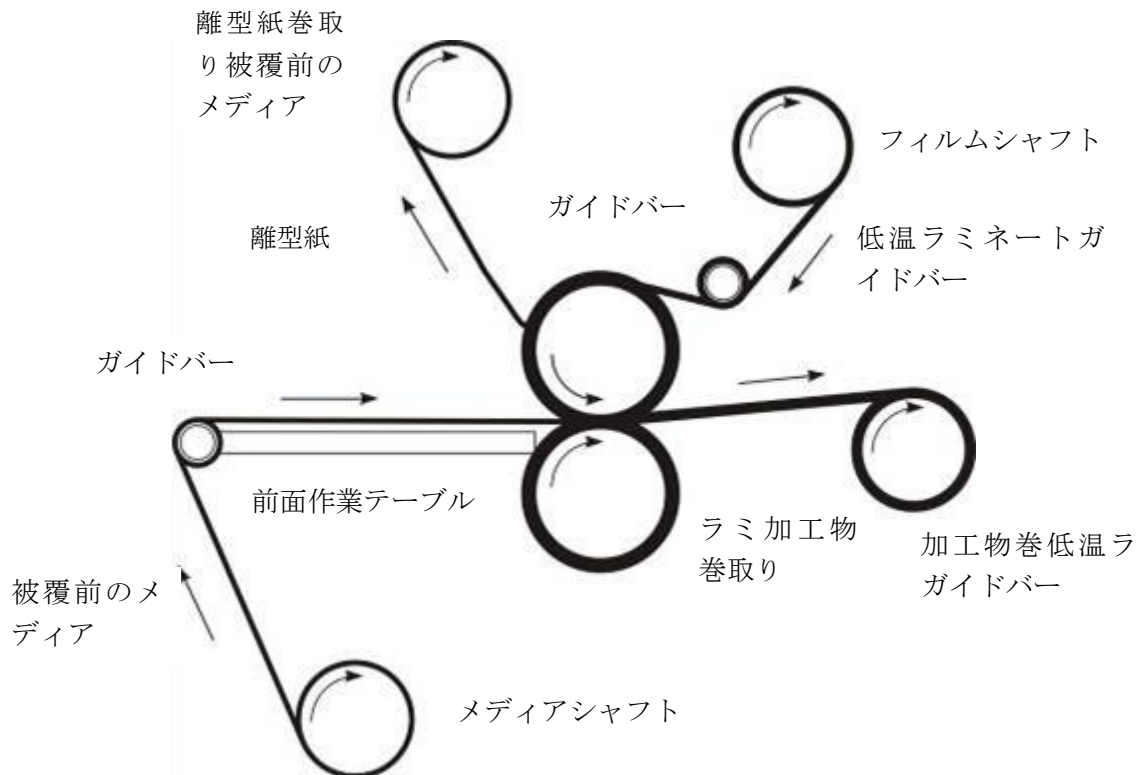 離型紙巻取
り被覆前の
メディア
フィルムシャフト
ガイドバー
離型紙
低温ラミネートガ
イドバー
ガイドバー
前面作業テーブル
ラミ加工物
巻取り
加工物巻低温ラ
ガイドバー
被覆前のメ
ディア
メディアシャフト